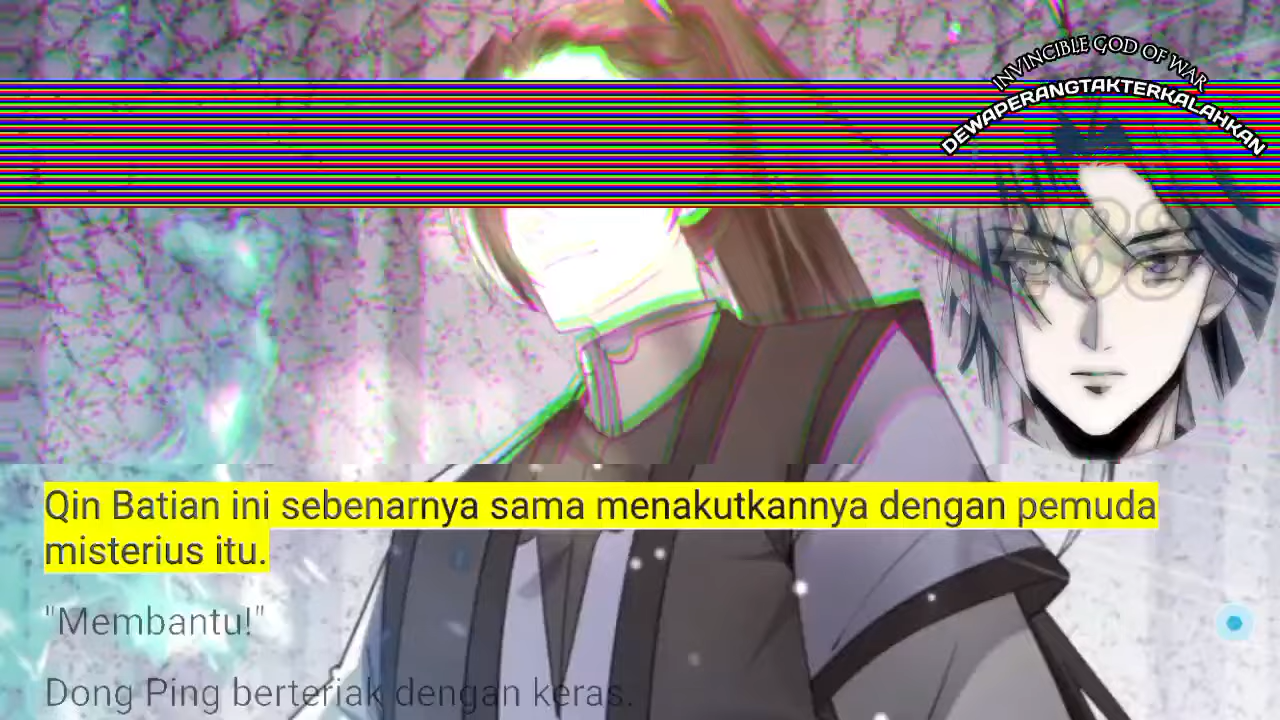 INVINCIBLE GOD OF WAR
DEWAPERANGTAKTERKALAHKAN
Qin Batian ini sebenarnya sama menakutkannya dengan pemuda
misterius itu.
"Membantu!"
Dong Ping berteriak dengan keras.